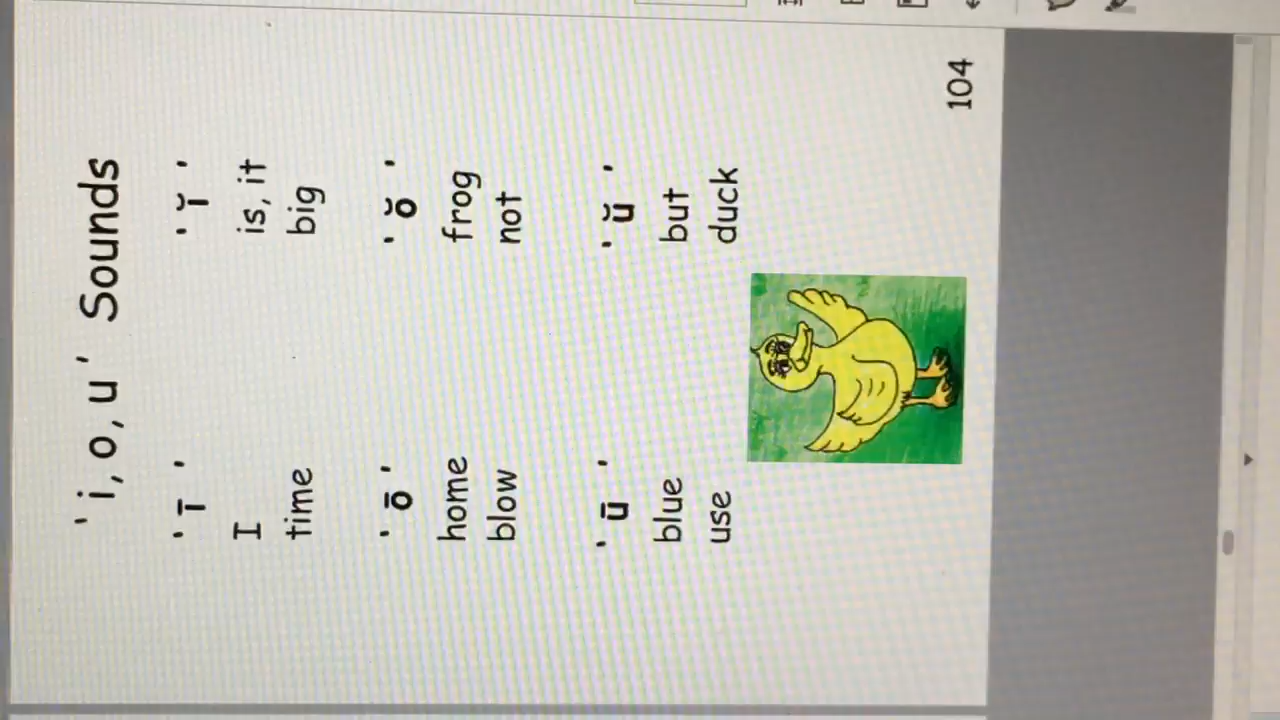 ' i, o, u ' Sounds
' ī ' ' ĭ '
I is, it
time big
' ō ' ' ŏ '
home frog
blow not
' ū ' ' ŭ '
blue but
use duck
104